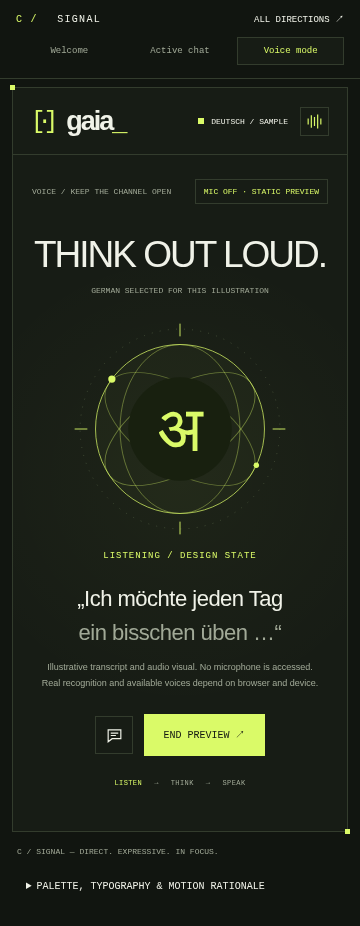 C / SIGNAL
ALL DIRECTIONS ↗
Welcome
Active chat
Voice mode
[·] gaia_
DEUTSCH / SAMPLE
VOICE / KEEP THE CHANNEL OPEN
MIC OFF · STATIC PREVIEW
THINK OUT LOUD.
GERMAN SELECTED FOR THIS ILLUSTRATION
अ
LISTENING / DESIGN STATE
„Ich möchte jeden Tag
ein bisschen üben …“
Illustrative transcript and audio visual. No microphone is accessed.
Real recognition and available voices depend on browser and device.
END PREVIEW ↗
LISTEN → THINK → SPEAK
C / SIGNAL — DIRECT. EXPRESSIVE. IN FOCUS.
▶ PALETTE, TYPOGRAPHY & MOTION RATIONALE